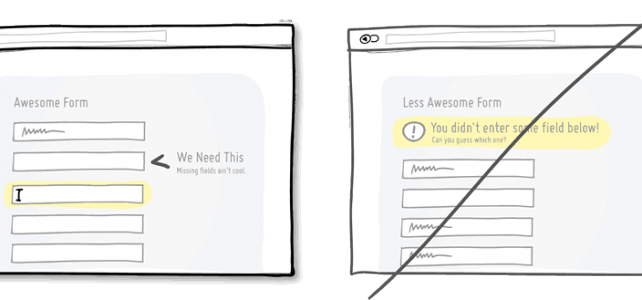 Awesome Form
We Need This
Missing fields ain't cool.
Less Awesome Form
You didn't enter some field below!
Can you guess which one?